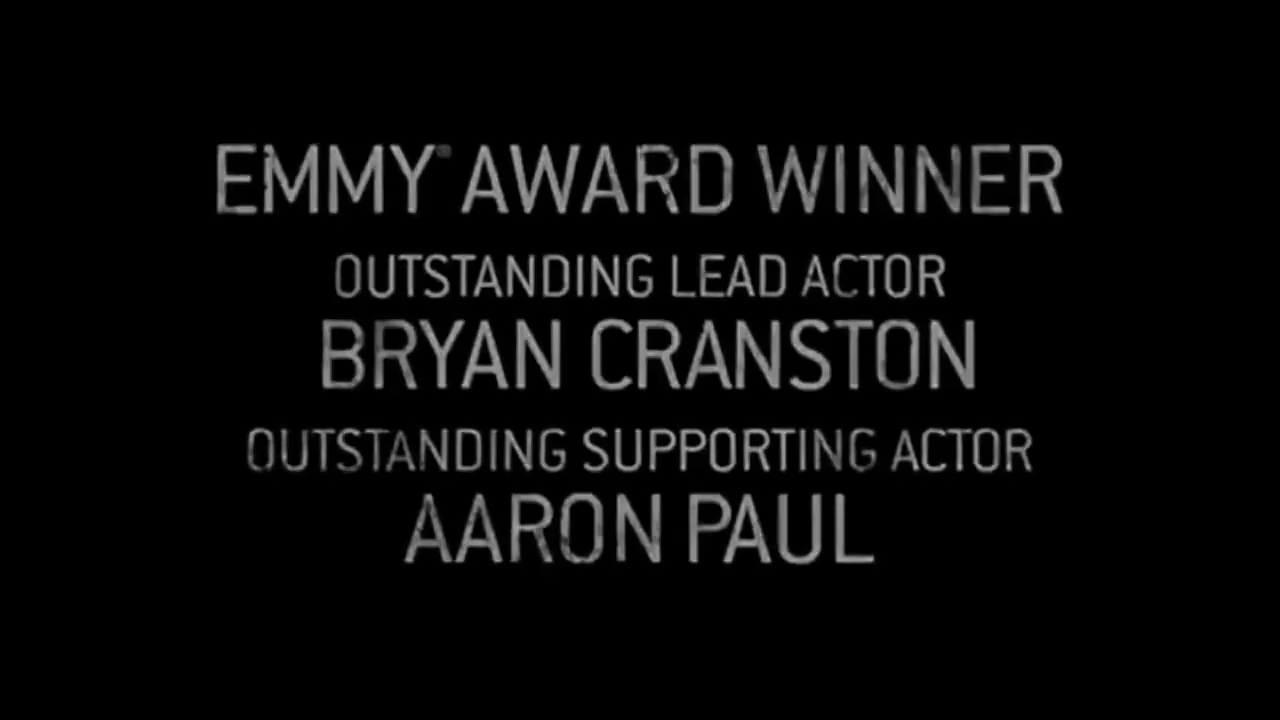 EMMY® AWARD WINNER
OUTSTANDING LEAD ACTOR
BRYAN CRANSTON
OUTSTANDING SUPPORTING ACTOR
AARON PAUL